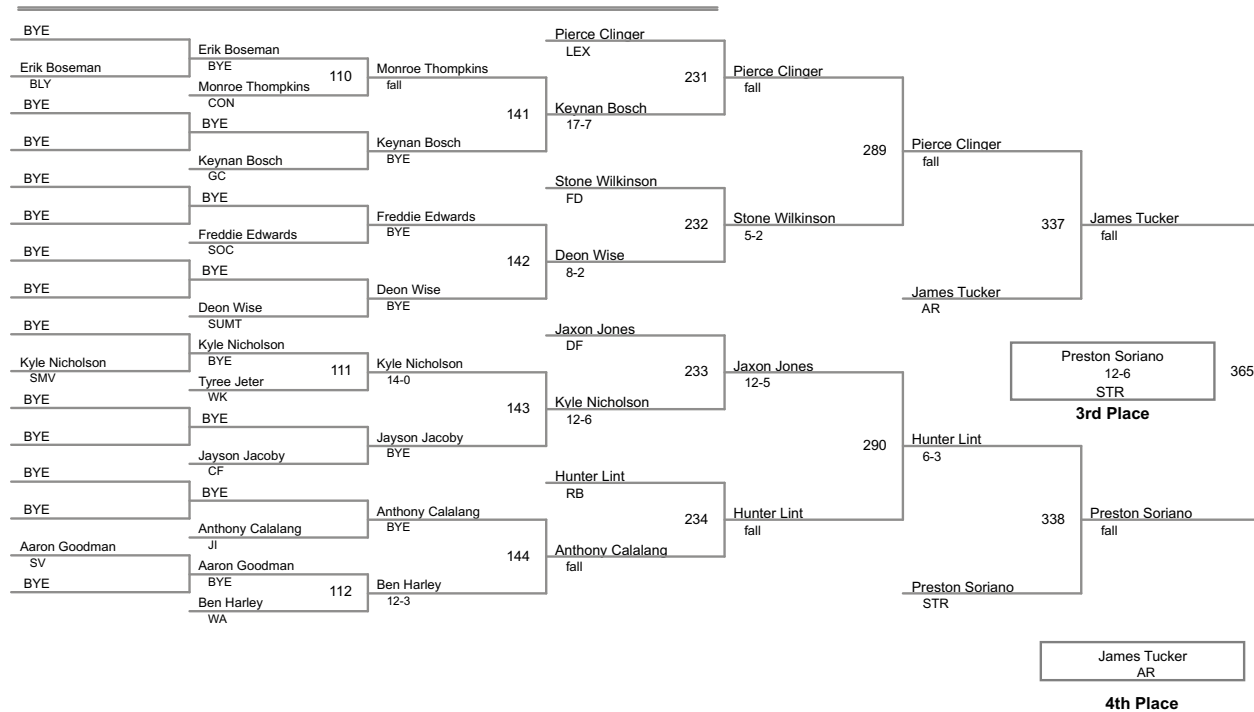 BYE
Erik Boseman
BLY
BYE
BYE
BYE
BYE
BYE
BYE
BYE
Kyle Nicholson
SMV
BYE
BYE
BYE
BYE
Aaron Goodman
SV
BYE
Erik Boseman
BYE
110
Monroe Thompkins
CON
BYE
Keynan Bosch
GC
BYE
Freddie Edwards
SOC
BYE
Deon Wise
SUMT
Kyle Nicholson
BYE
111
Tyree Jeter
WK
BYE
Jayson Jacoby
CF
BYE
Anthony Calalang
JI
Aaron Goodman
BYE
112
Ben Harley
WA
Monroe Thompkins
fall
141
Keynan Bosch
BYE
Freddie Edwards
BYE
142
Deon Wise
BYE
Kyle Nicholson
14-0
143
Jayson Jacoby
BYE
Anthony Calalang
BYE
144
Ben Harley
12-3
Pierce Clinger
LEX
231
Keynan Bosch
17-7
Stone Wilkinson
FD
232
Deon Wise
8-2
Jaxon Jones
DF
233
Kyle Nicholson
12-6
Hunter Lint
RB
234
Anthony Calalang
fall
Pierce Clinger
fall
289
Stone Wilkinson
5-2
Jaxon Jones
12-5
290
Hunter Lint
fall
Pierce Clinger
fall
337
James Tucker
AR
Hunter Lint
6-3
338
Preston Soriano
STR
James Tucker
fall
Preston Soriano
12-6
STR
365
3rd Place
Preston Soriano
fall
James Tucker
AR
4th Place